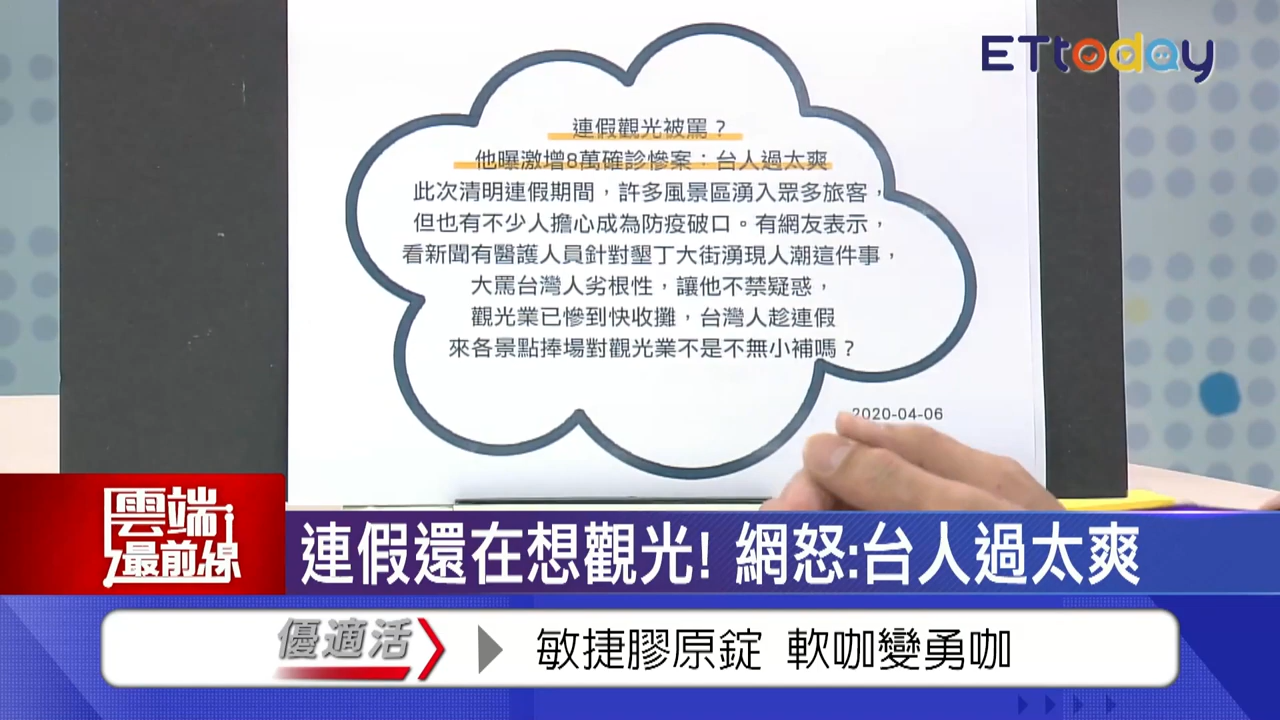 ETtoday
連假觀光被罵？
他曝激增8萬確診慘案：台人過太爽
此次清明連假期間，許多風景區湧入眾多旅客，
但也有不少人擔心成為防疫破口。有網友表示，
看新聞有醫護人員針對墾丁大街湧現人潮這件事，
大罵台灣人劣根性，讓他不禁疑惑，
觀光業已慘到快收攤，台灣人趁連假
來各景點捧場對觀光業不是不無小補嗎？
2020-04-06
雲端
最前線
連假還在想觀光! 網怒:台人過太爽
優適活
敏捷膠原錠 軟咖變勇咖